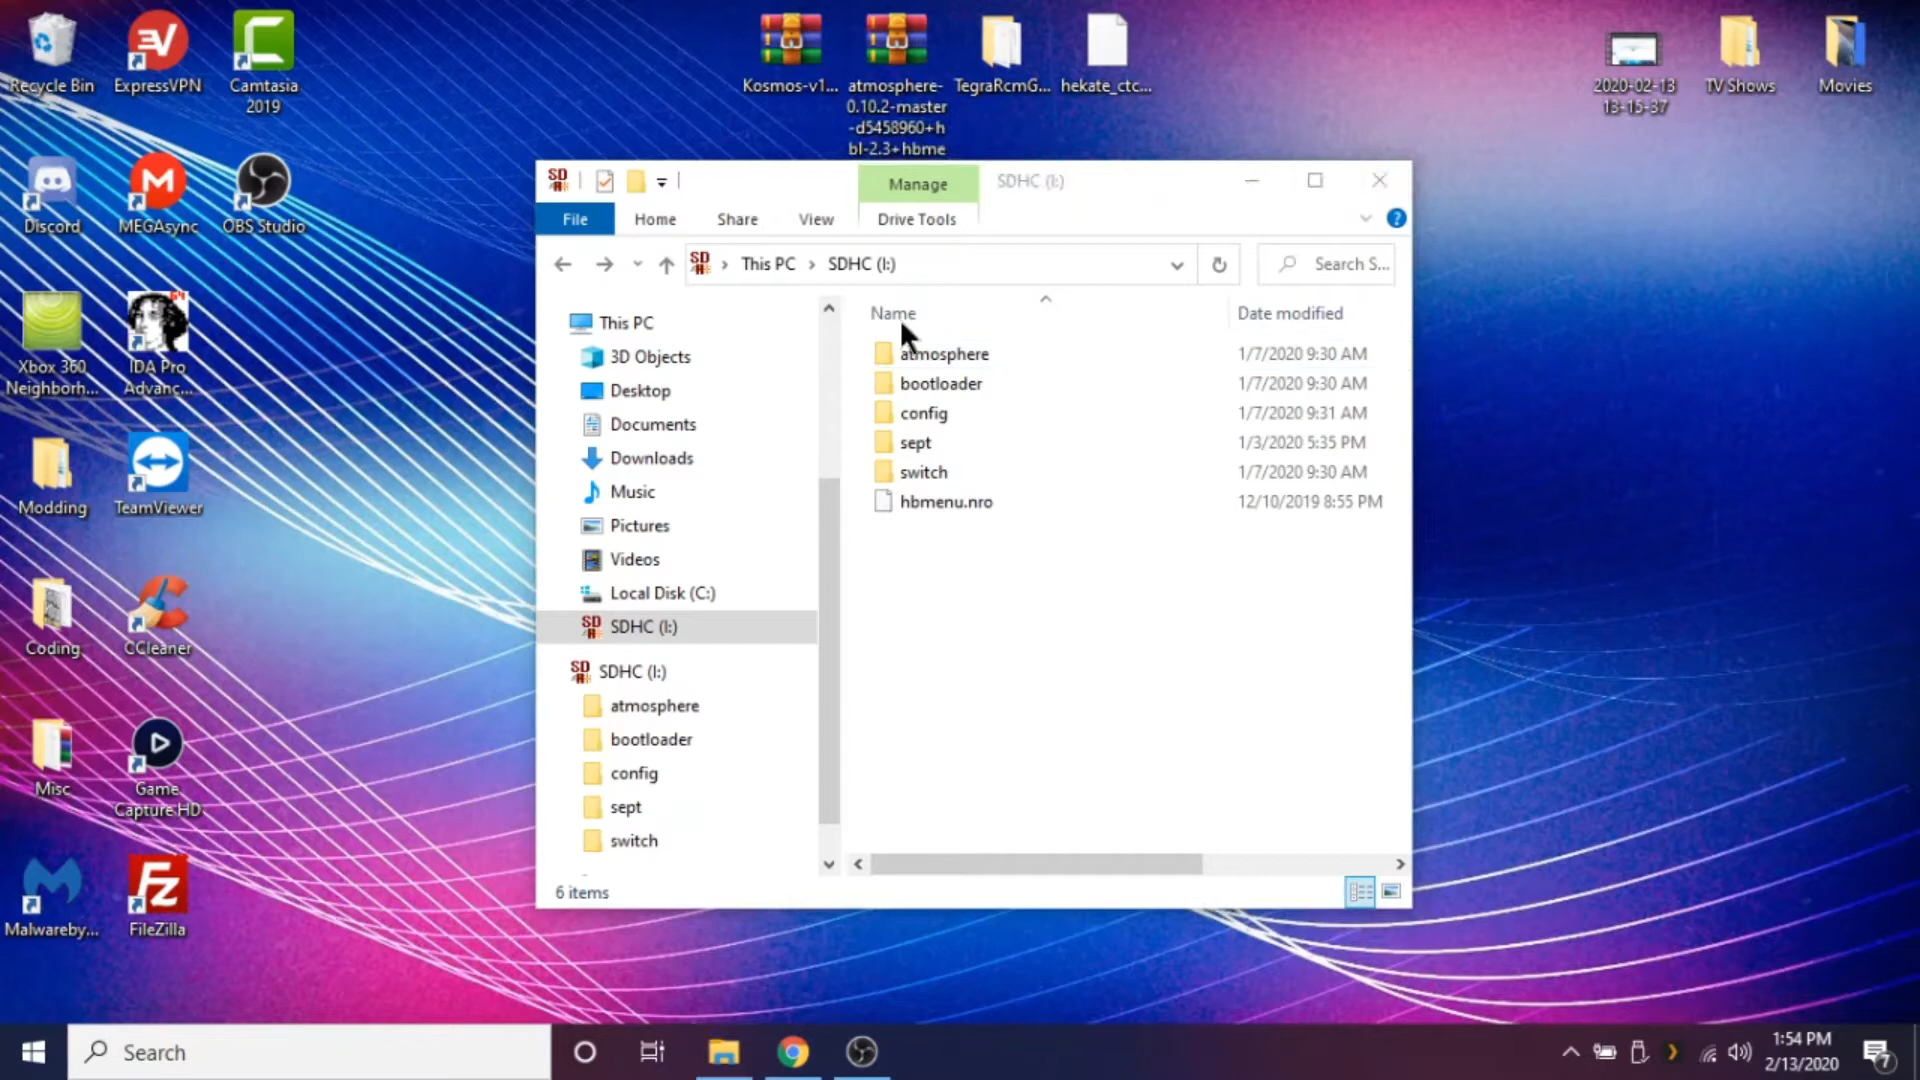 Recycle Bin
ExpressVPN
Camtasia
2019
Kosmos-v1...
atmosphere-
0.10.2-master
-d5458960+h
bl-2.3+hbme
TegraRcmG...
hekate_ctc...
2020-02-13
13-15-37
TV Shows
Movies
Discord
MEGAsync
OBS Studio
Xbox 360
Neighborh...
IDA Pro
Advanc...
Modding
TeamViewer
Coding
CCleaner
Misc
Game
Capture HD
Malwareby...
FileZilla
SD
Manage
SDHC (I:)
File
Home
Share
View
Drive Tools
SD
This PC
SDHC (I:)
Search S...
This PC
3D Objects
Desktop
Documents
Downloads
Music
Pictures
Videos
Local Disk (C:)
SD
SDHC (I:)
SD
SDHC (I:)
atmosphere
bootloader
config
sept
switch
Name
Date modified
atmosphere
1/7/2020 9:30 AM
bootloader
1/7/2020 9:30 AM
config
1/7/2020 9:31 AM
sept
1/3/2020 5:35 PM
switch
1/7/2020 9:30 AM
hbmenu.nro
12/10/2019 8:55 PM
6 items
Search
1:54 PM
2/13/2020
7